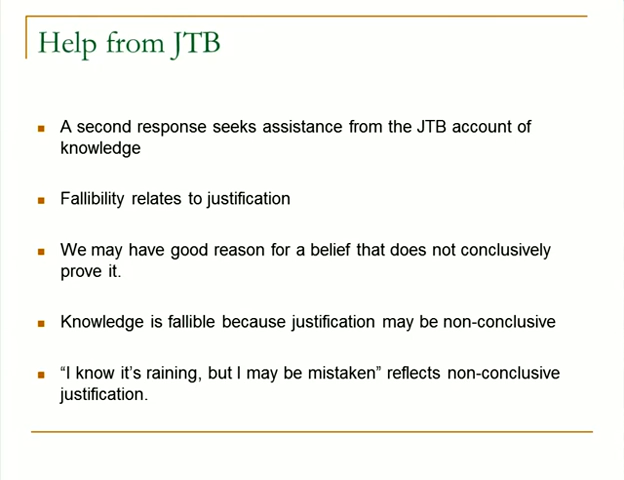 Help from JTB
A second response seeks assistance from the JTB account of
knowledge
Fallibility relates to justification
We may have good reason for a belief that does not conclusively
prove it.
Knowledge is fallible because justification may be non-conclusive
“I know it’s raining, but I may be mistaken” reflects non-conclusive
justification.